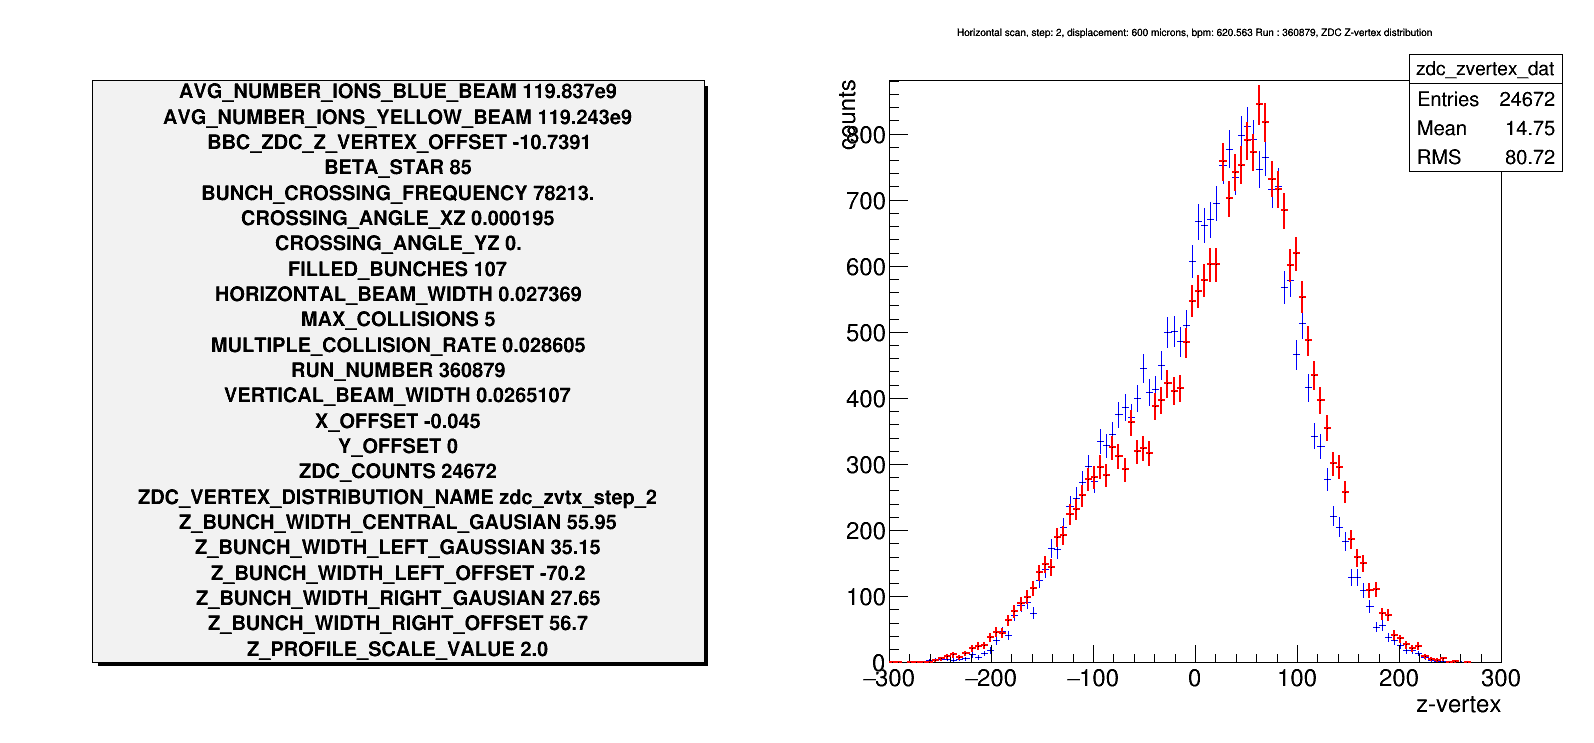 Horizontal scan, step: 2, displacement: 600 microns, bpm: 620.563 Run : 360879, ZDC Z-vertex distribution
AVG_NUMBER_IONS_BLUE_BEAM 119.837e9
AVG_NUMBER_IONS_YELLOW_BEAM 119.243e9
BBC_ZDC_Z_VERTEX_OFFSET -10.7391
BETA_STAR 85
BUNCH_CROSSING_FREQUENCY 78213.
CROSSING_ANGLE_XZ 0.000195
CROSSING_ANGLE_YZ 0.
FILLED_BUNCHES 107
HORIZONTAL_BEAM_WIDTH 0.027369
MAX_COLLISIONS 5
MULTIPLE_COLLISION_RATE 0.028605
RUN_NUMBER 360879
VERTICAL_BEAM_WIDTH 0.0265107
X_OFFSET -0.045
Y_OFFSET 0
ZDC_COUNTS 24672
ZDC_VERTEX_DISTRIBUTION_NAME zdc_zvtx_step_2
Z_BUNCH_WIDTH_CENTRAL_GAUSIAN 55.95
Z_BUNCH_WIDTH_LEFT_GAUSSIAN 35.15
Z_BUNCH_WIDTH_LEFT_OFFSET -70.2
Z_BUNCH_WIDTH_RIGHT_GAUSIAN 27.65
Z_BUNCH_WIDTH_RIGHT_OFFSET 56.7
Z_PROFILE_SCALE_VALUE 2.0
counts
800
700
600
500
400
300
200
100
0
−300 −200 −100 0 100 200 300
z-vertex
zdc_zvertex_dat
Entries 24672
Mean 14.75
RMS 80.72